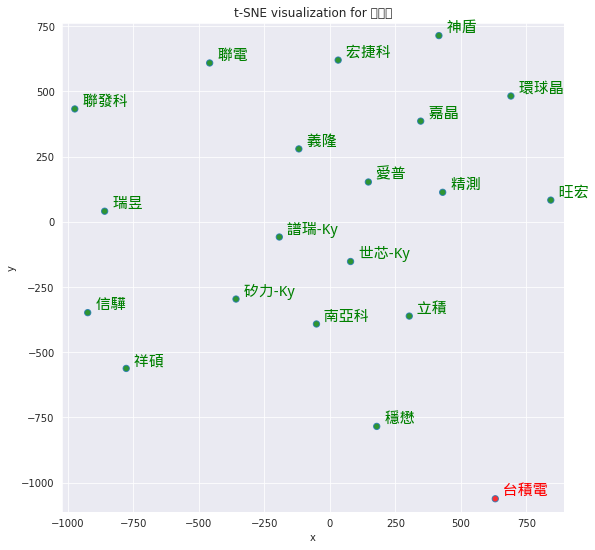 t-SNE visualization for
神盾
聯電
宏捷科
環球晶
聯發科
嘉晶
義隆
愛普
精測
旺宏
瑞昱
譜瑞-Ky
世芯-Ky
矽力-Ky
信驊
南亞科
立積
祥碩
穩懋
台積電
750
500
250
0
−250
−500
−750
−1000
y
−1000 −750 −500 −250 0 250 500 750
x